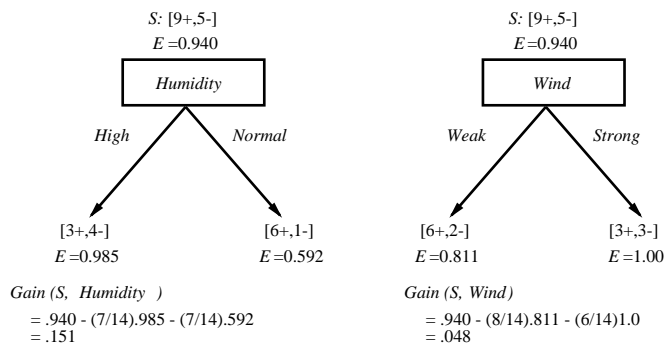 S: [9+,5-]
E =0.940
Humidity
High
Normal
[3+,4-]
[6+,1-]
E =0.985
E =0.592
Gain (S, Humidity )
= .940 - (7/14).985 - (7/14).592
= .151
S: [9+,5-]
E =0.940
Wind
Weak
Strong
[6+,2-]
[3+,3-]
E =0.811
E =1.00
Gain (S, Wind)
= .940 - (8/14).811 - (6/14)1.0
= .048